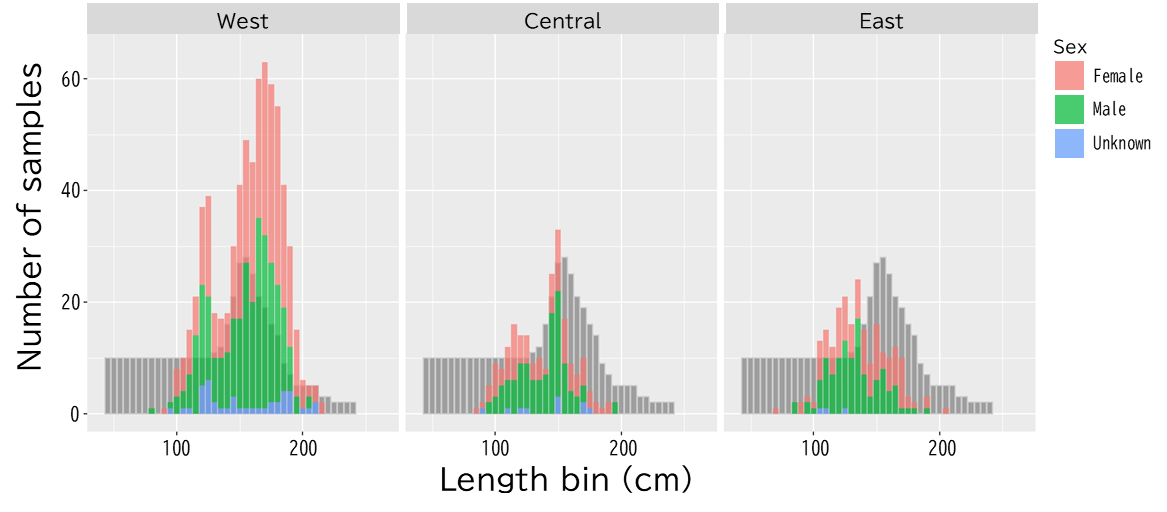 West
Central
East
Number of samples
60
40
20
0
100
200
100
200
100
200
Length bin (cm)
Sex
Female
Male
Unknown